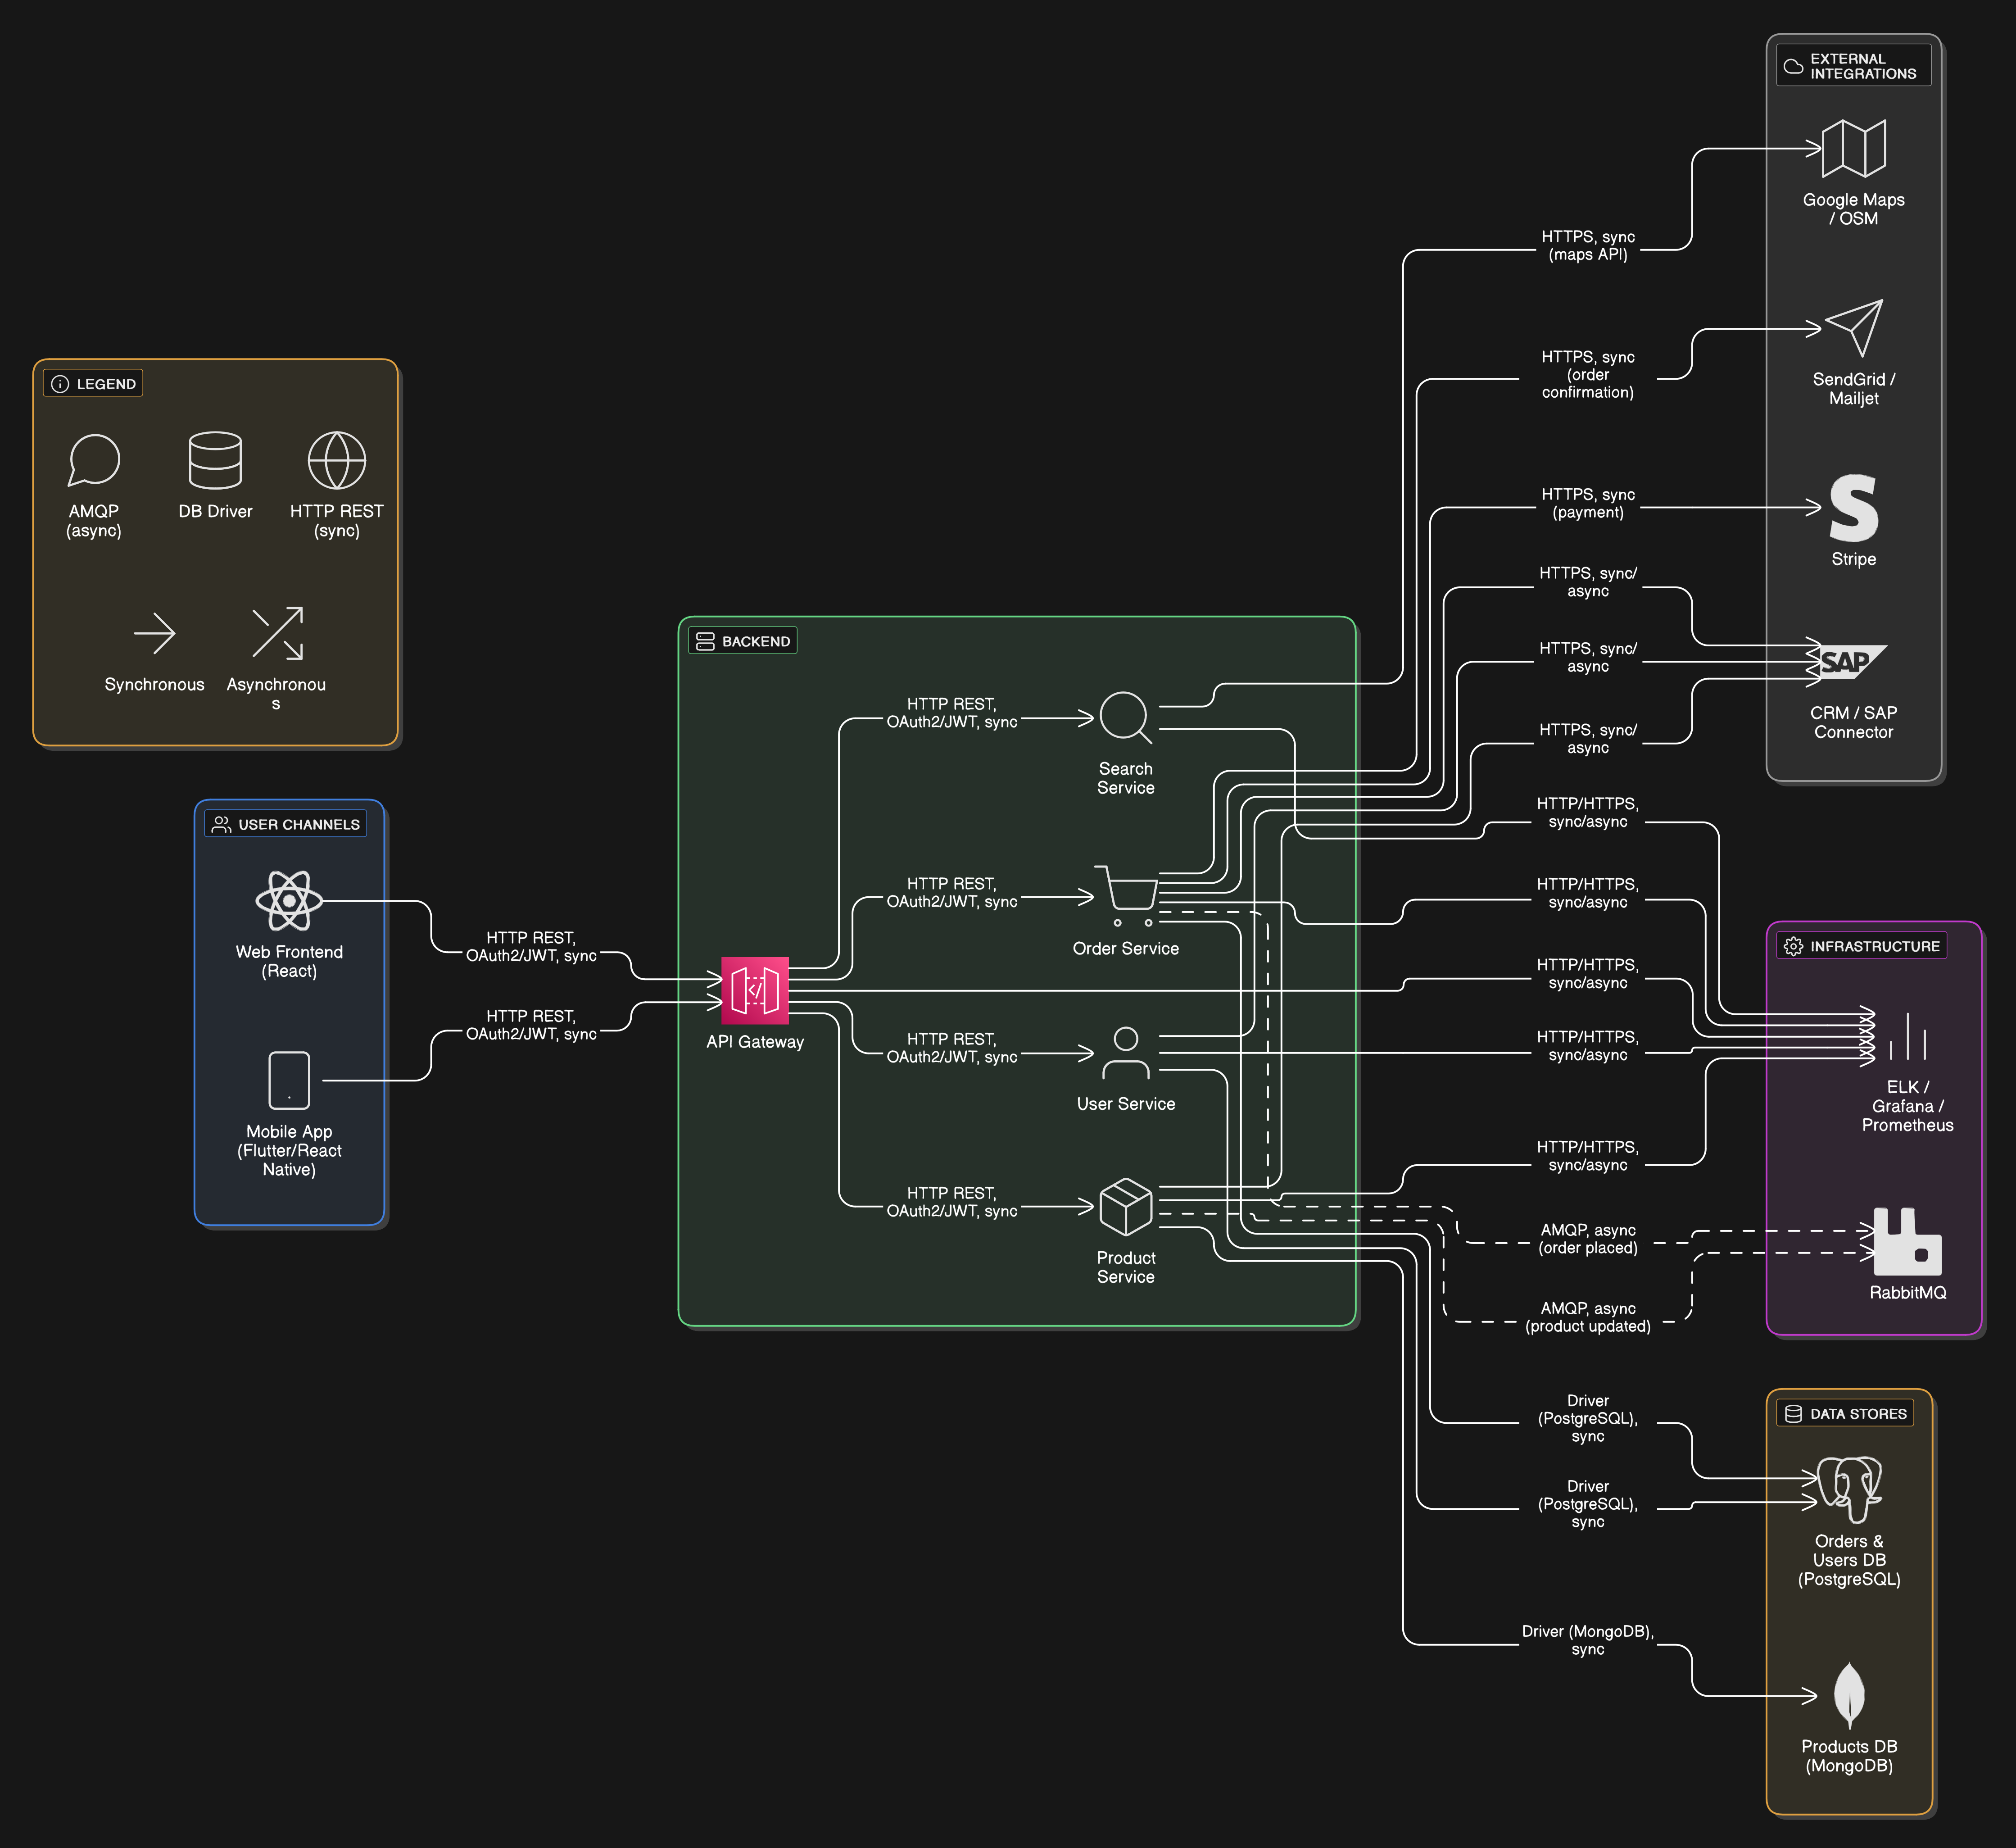 EXTERNAL
INTEGRATIONS
Google Maps
/ OSM
HTTPS, sync
(maps API)
SendGrid /
Mailjet
HTTPS, sync
(order
confirmation)
HTTPS, sync
(payment)
Stripe
HTTPS, sync/
async
HTTPS, sync/
async
SAP
CRM / SAP
Connector
HTTPS, sync/
async
LEGEND
AMQP
(async)
DB Driver
HTTP REST
(sync)
Synchronous
Asynchronou
s
USER CHANNELS
Web Frontend
(React)
Mobile App
(Flutter/React
Native)
HTTP REST,
OAuth2/JWT, sync
HTTP REST,
OAuth2/JWT, sync
BACKEND
API Gateway
HTTP REST,
OAuth2/JWT, sync
Search
Service
HTTP REST,
OAuth2/JWT, sync
Order Service
HTTP REST,
OAuth2/JWT, sync
User Service
HTTP REST,
OAuth2/JWT, sync
Product
Service
HTTP/HTTPS,
sync/async
HTTP/HTTPS,
sync/async
HTTP/HTTPS,
sync/async
HTTP/HTTPS,
sync/async
HTTP/HTTPS,
sync/async
INFRASTRUCTURE
ELK /
Grafana /
Prometheus
AMQP, async
(order placed)
RabbitMQ
AMQP, async
(product updated)
DATA STORES
Driver
(PostgreSQL),
sync
Driver
(PostgreSQL),
sync
Orders &
Users DB
(PostgreSQL)
Driver (MongoDB),
sync
Products DB
(MongoDB)